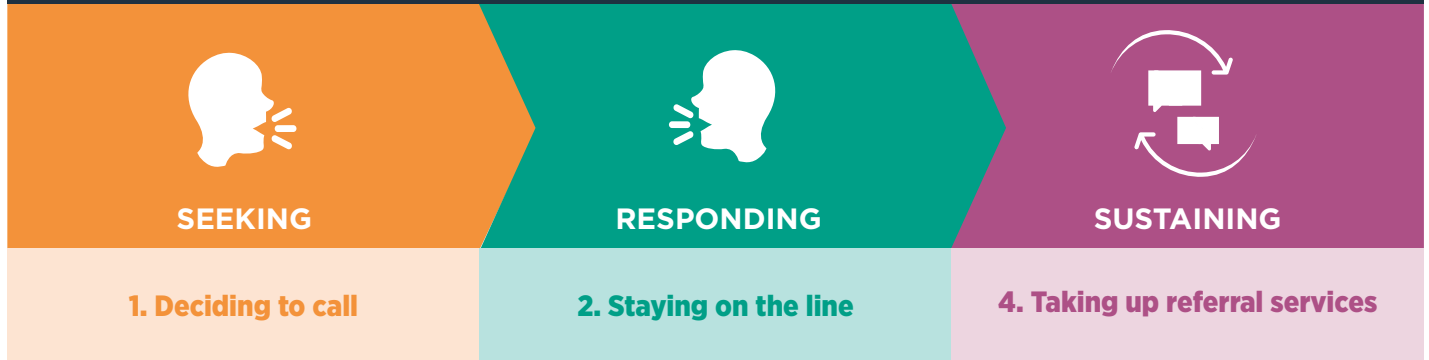 SEEKING
RESPONDING
SUSTAINING
1. Deciding to call
2. Staying on the line
4. Taking up referral services